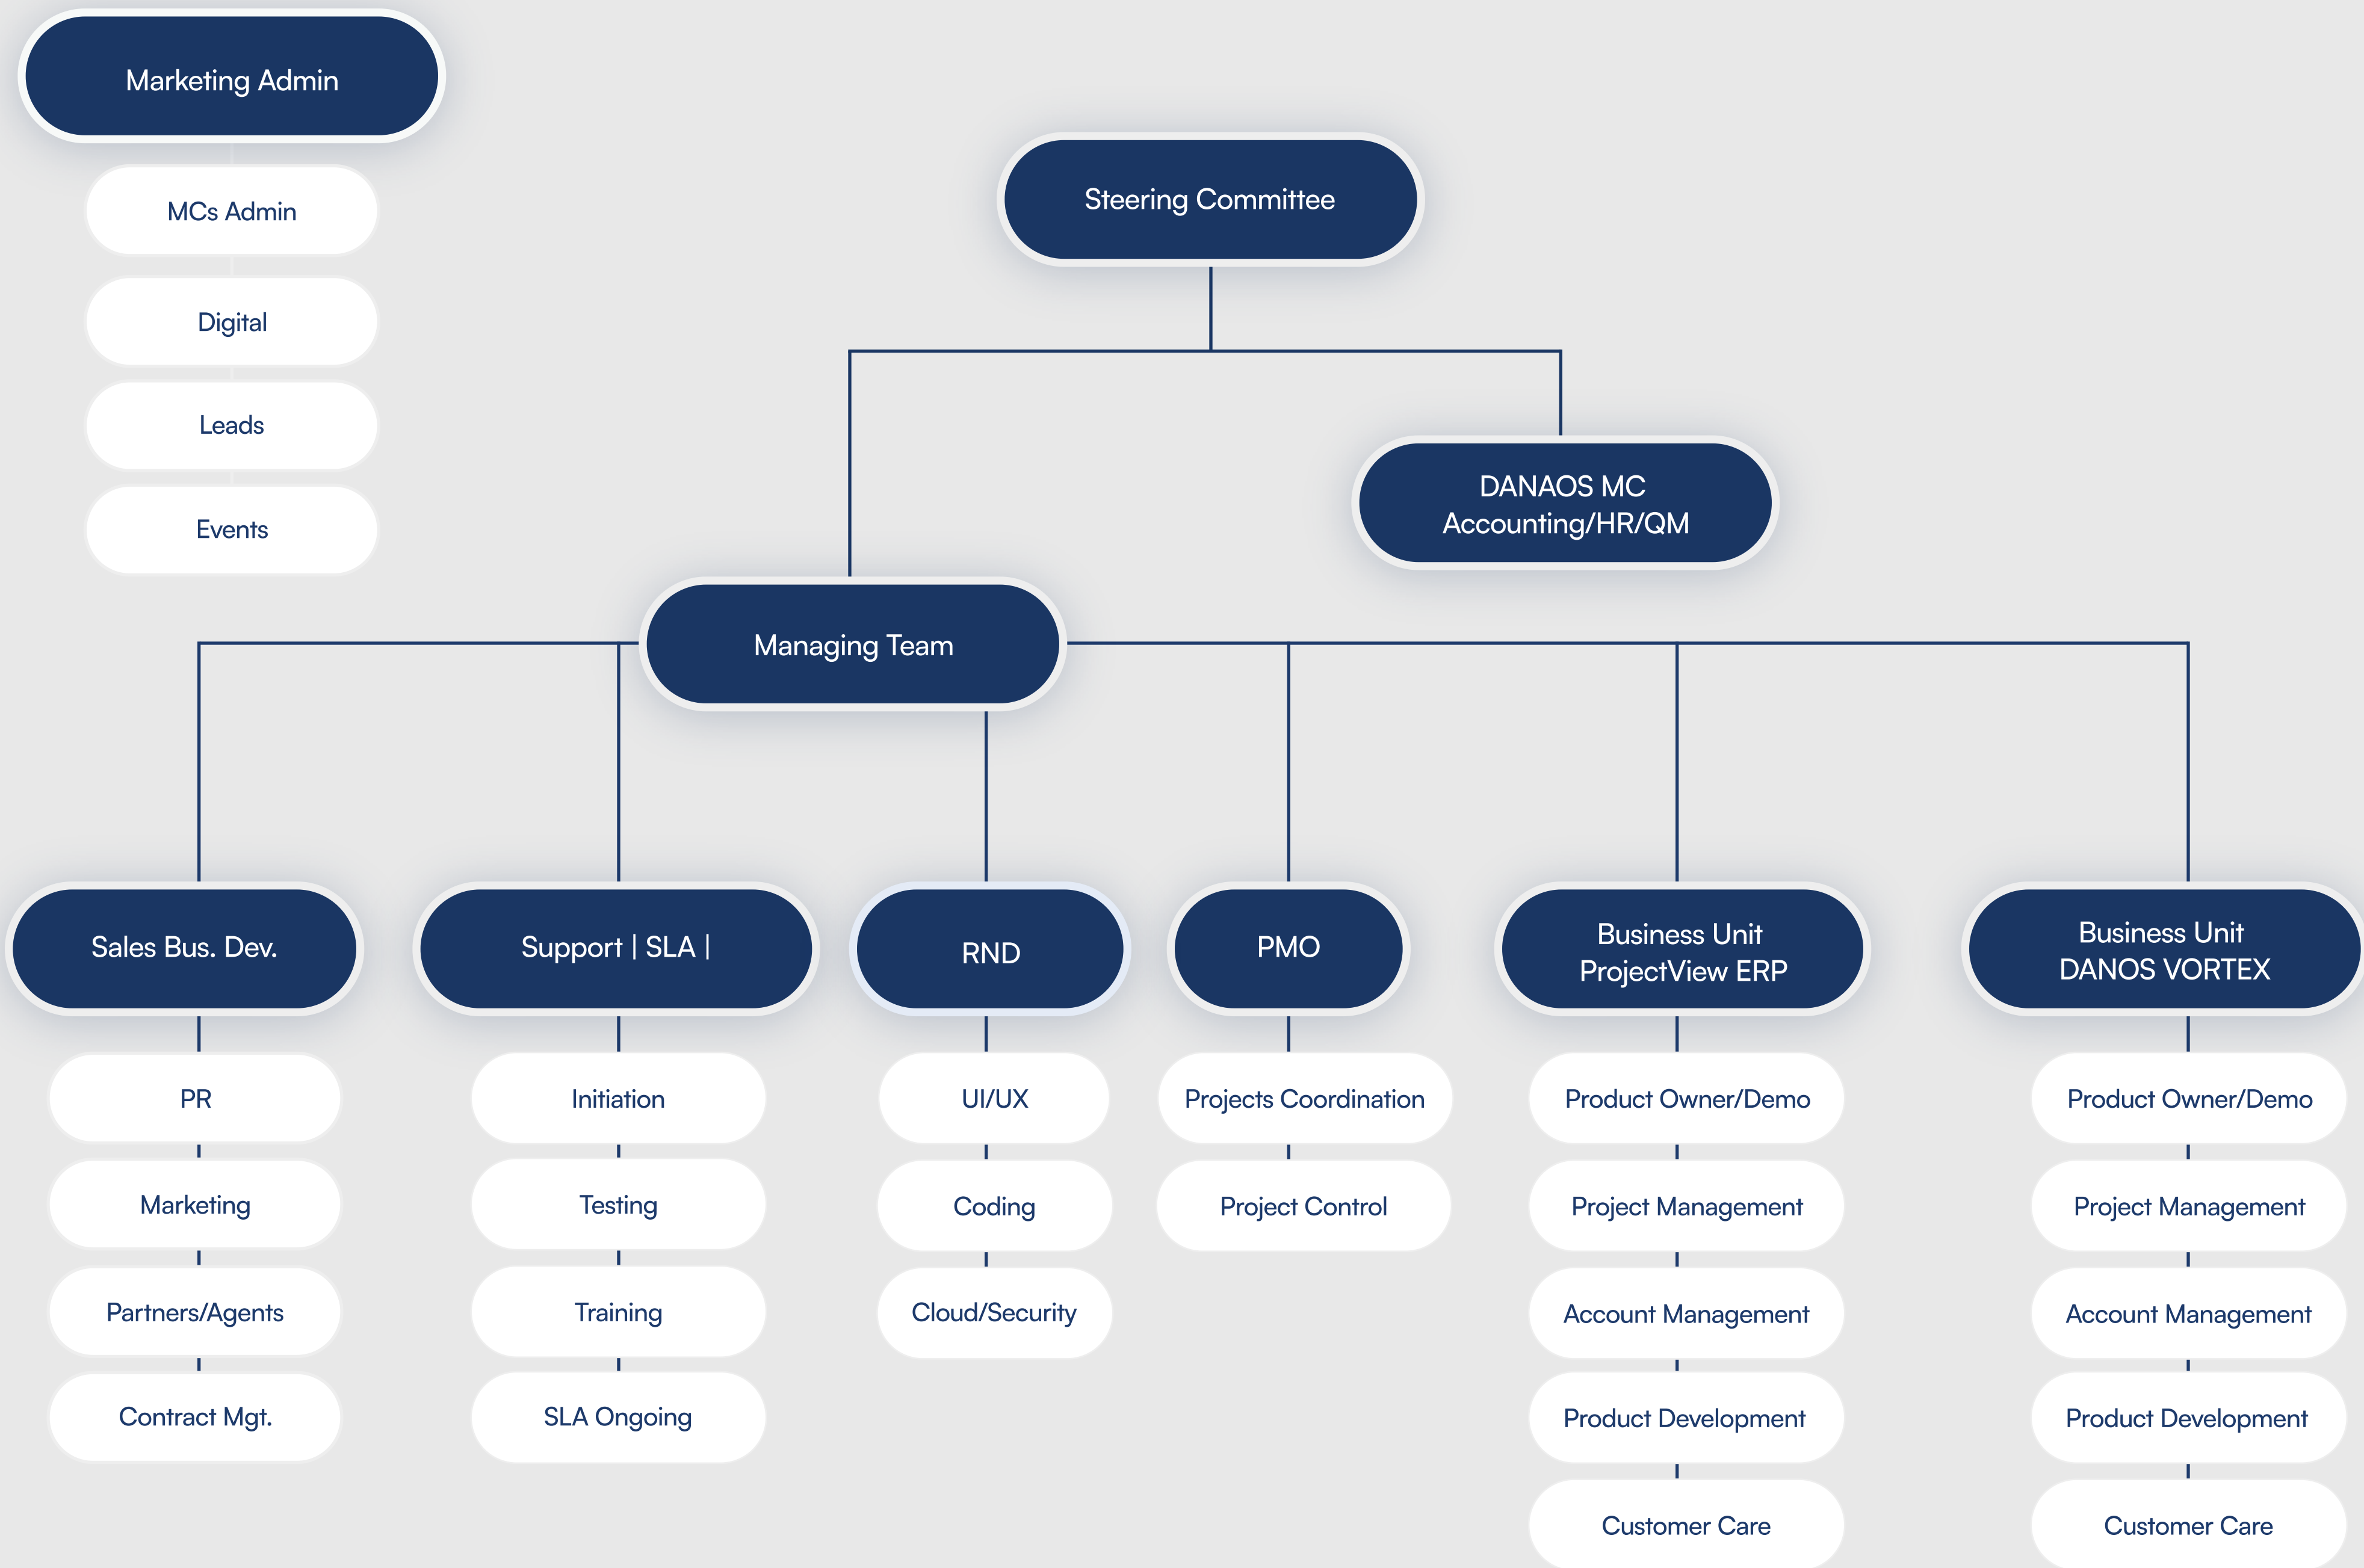 Marketing Admin
MCs Admin
Digital
Leads
Events
Steering Committee
DANAOS MC
Accounting/HR/QM
Managing Team
Sales Bus. Dev.
PR
Marketing
Partners/Agents
Contract Mgt.
Support | SLA |
Initiation
Testing
Training
SLA Ongoing
RND
UI/UX
Coding
Cloud/Security
PMO
Projects Coordination
Project Control
Business Unit
ProjectView ERP
Product Owner/Demo
Project Management
Account Management
Product Development
Customer Care
Business Unit
DANOS VORTEX
Product Owner/Demo
Project Management
Account Management
Product Development
Customer Care